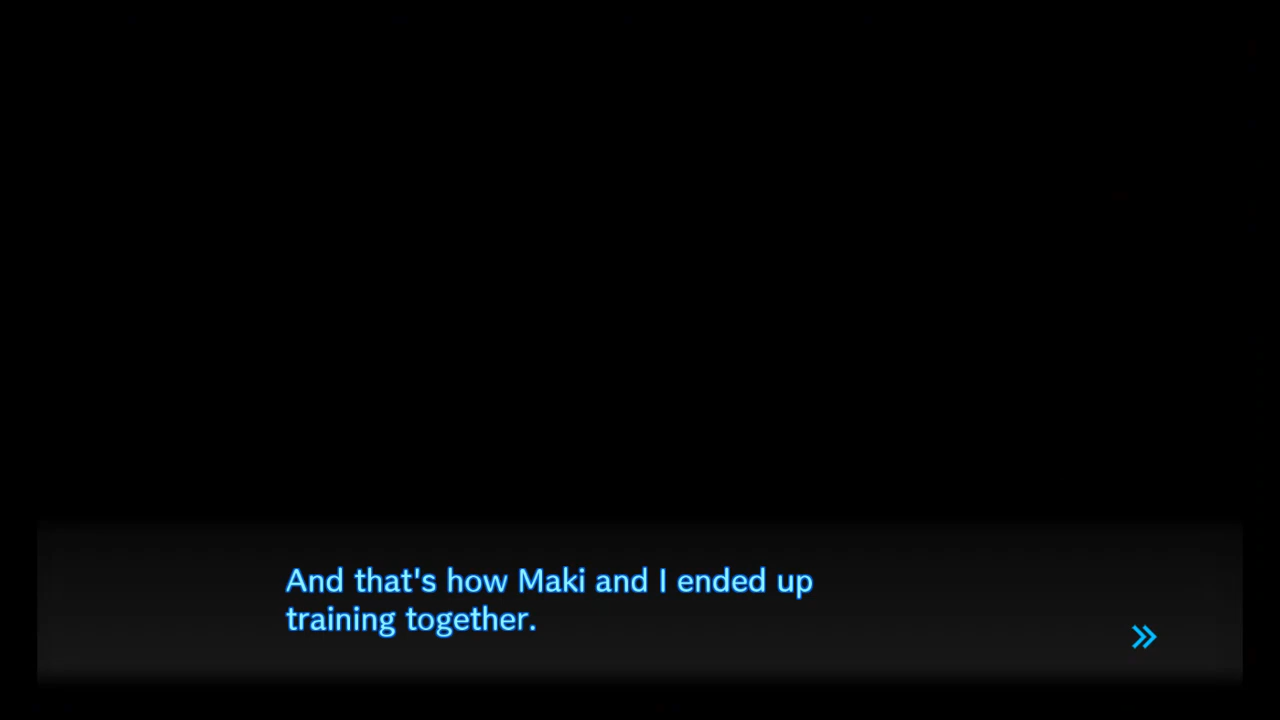 And that's how Maki and I ended up
training together.